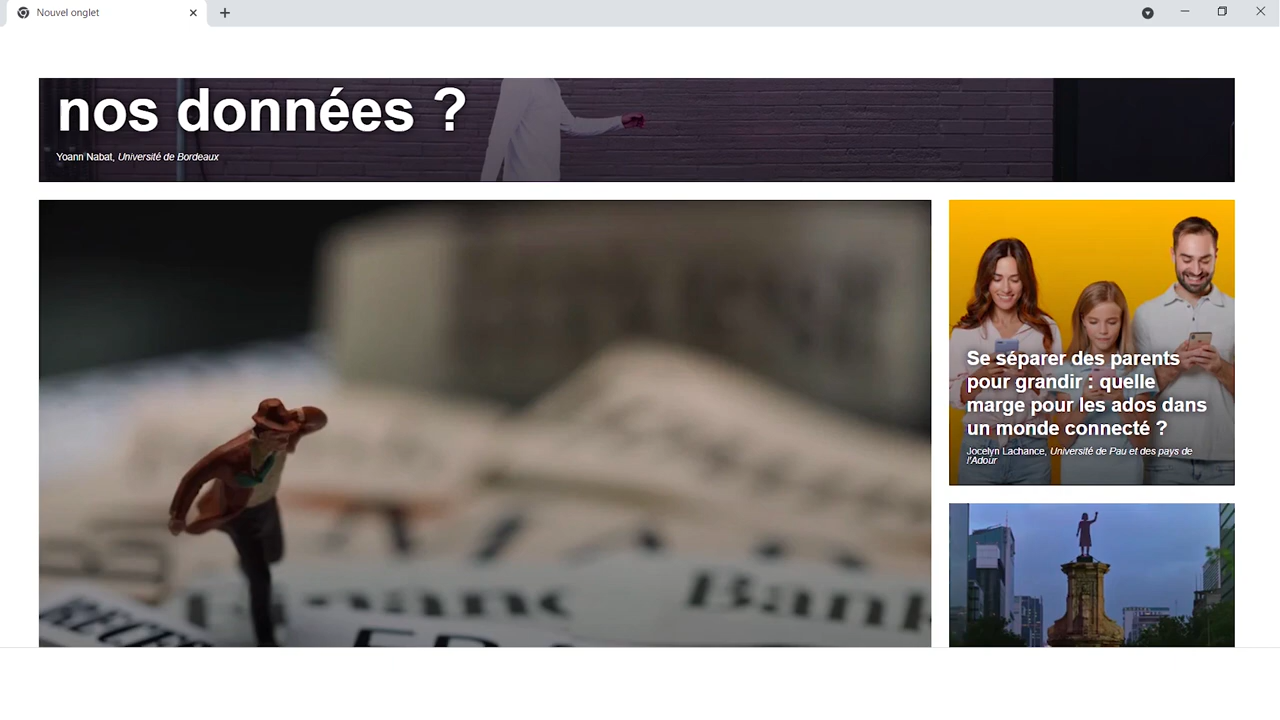 Nouvel onglet
nos données ?
Yoann Nabat, Université de Bordeaux
Se séparer des parents
pour grandir : quelle
marge pour les ados dans
un monde connecté ?
Jocelyn Lachance, Université de Pau et des pays de
l'Adour
Bank